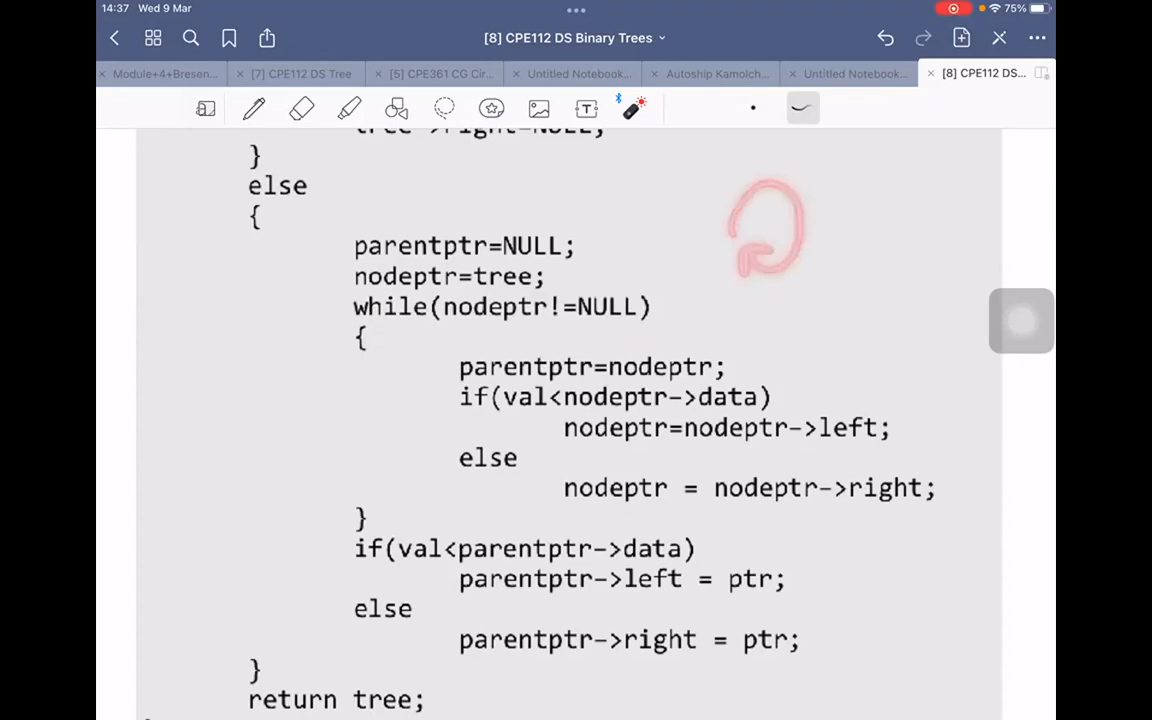 14:37 Wed 9 Mar
75%
[8] CPE112 DS Binary Trees
Module+4+Bresen...
[7] CPE112 DS Tree
[5] CPE361 CG Cir...
Untitled Notebook...
Autoship Kamolch...
Untitled Notebook...
[8] CPE112 DS...
T
tree->right=NULL;
}
else
{
parentptr=NULL;
nodeptr=tree;
while(nodeptr!=NULL)
{
parentptr=nodeptr;
if(val<nodeptr->data)
nodeptr=nodeptr->left;
else
nodeptr = nodeptr->right;
}
if(val<parentptr->data)
parentptr->left = ptr;
else
parentptr->right = ptr;
}
return tree;